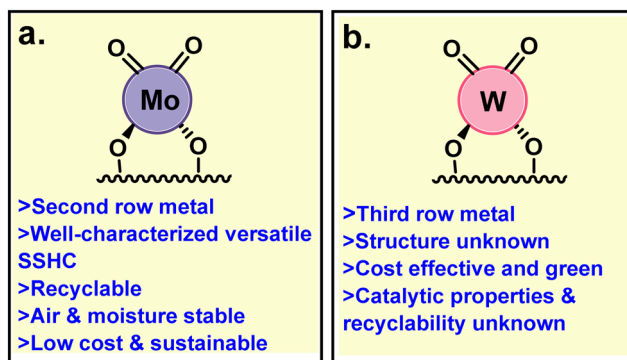 a.
O O
Mo
O O
>Second row metal
>Well-characterized versatile
SSHC
>Recyclable
>Air & moisture stable
>Low cost & sustainable
b.
O O
W
O O
>Third row metal
>Structure unknown
>Cost effective and green
>Catalytic properties &
recyclability unknown